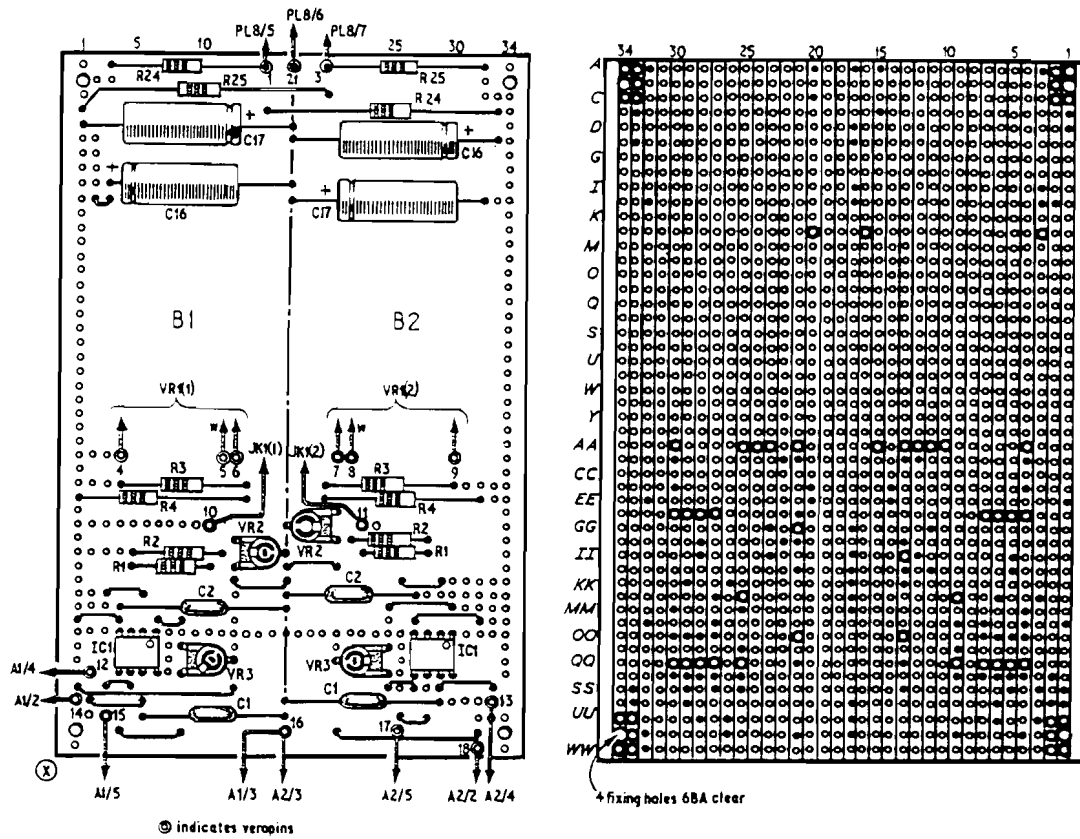 PL8/5 PL8/6 PL8/7
1 5 10 25 30 34
1 21 3
R24 R25
R25
R24
+ C17
+ C16
+ C16
+ C17
B1 B2
VR1(1) VR1(2)
W W
4 5 6 7 8 9
JK1(1) JK1(2)
R3 R3
R4 R4
10 11
VR2 VR2
R2 R2
R1 R1
C2 C2
IC1 IC1
VR3 VR3
A1/4 12
C1 C1
A1/2 14 15 16 17 13
18
X
A1/5 A1/3 A2/3 A2/5 A2/2 A2/4
indicates veropins
34 30 20 10 5 1
A
C
D
G
I
K
M
O
Q
S
U
W
Y
AA
CC
EE
GG
II
KK
MM
OO
QQ
SS
UU
WW
4 fixing holes 6BA clear